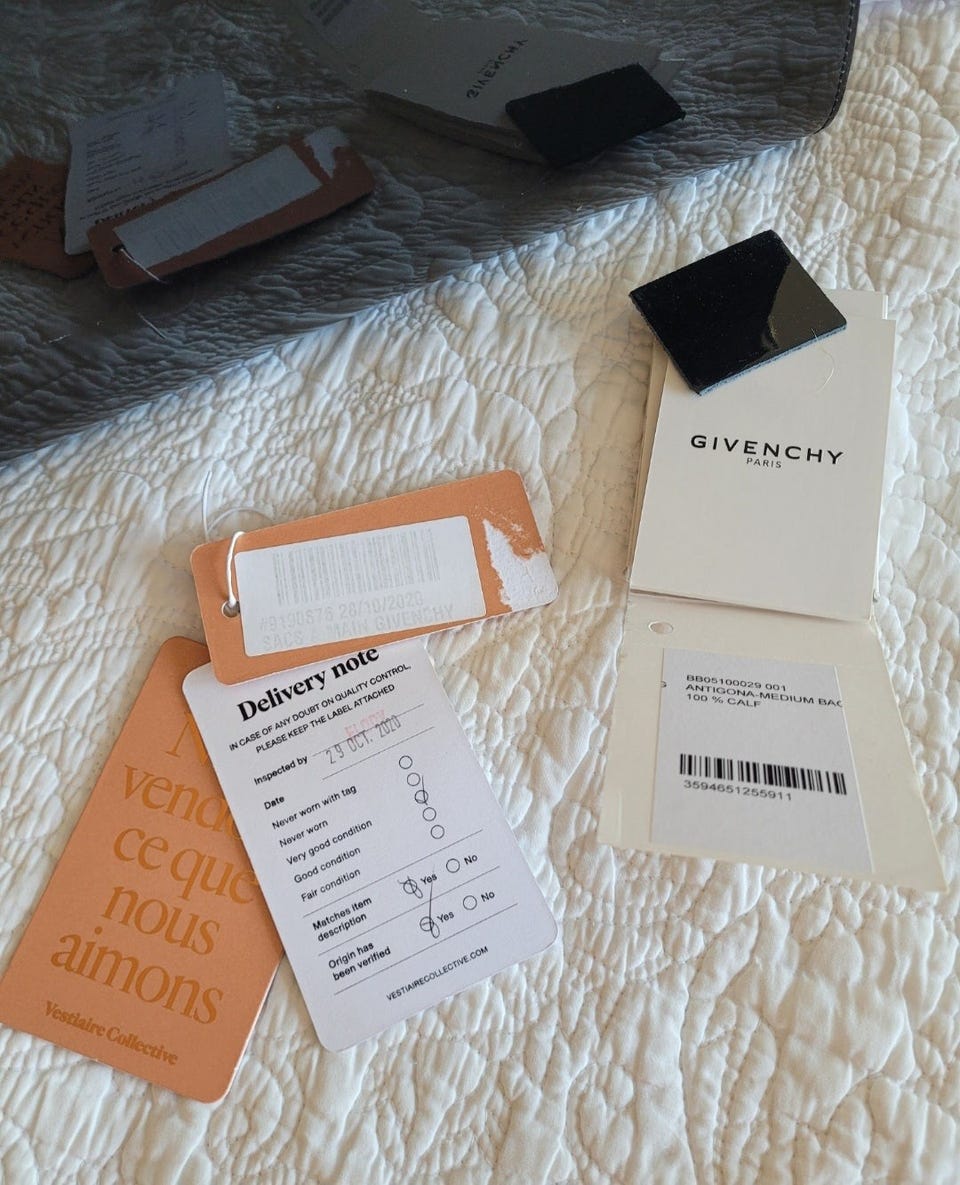 GIVENCHY
PARIS
BB05100029 001
ANTIGONA-MEDIUM BAG
100 % CALF
3594651255911
#9190676 26/10/2020
SACS À MAIN GIVENCHY
Delivery note
IN CASE OF ANY DOUBT ON QUALITY CONTROL,
PLEASE KEEP THE LABEL ATTACHED
Inspected by
29 OCT. 2020
Date
Never worn with tag
Never worn
Very good condition
Good condition
Fair condition
Matches item
description
Yes
No
Origin has
been verified
Yes
No
VESTIAIRECOLLECTIVE.COM
ce que
nous
aimons
Vestiaire Collective
GIVENCHY